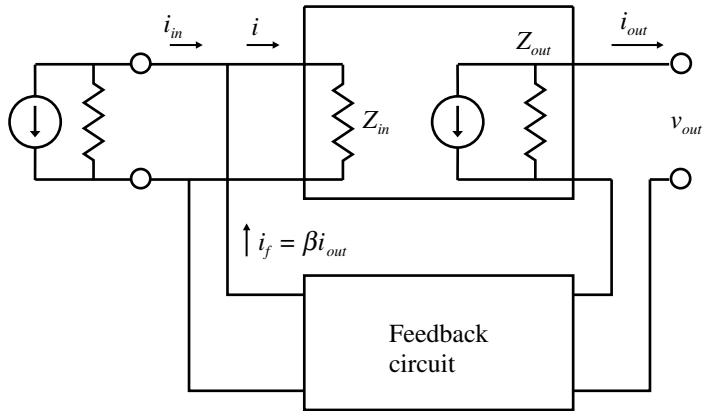 i_in
i
Z_out
i_out
Z_in
v_out
i_f = βi_out
Feedback
circuit